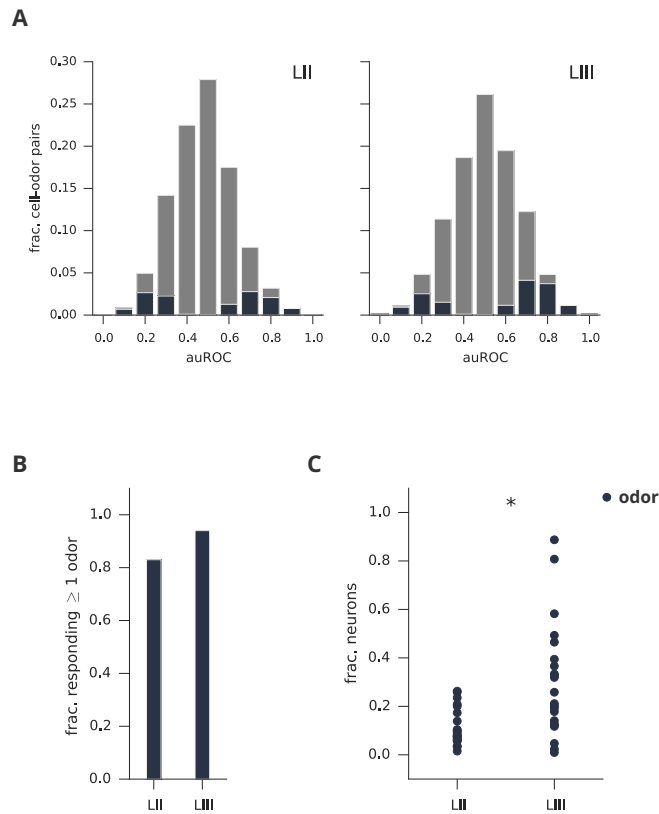 A
LII
LIII
frac. cell-odor pairs
0.30
0.25
0.20
0.15
0.10
0.05
0.00
0.0 0.2 0.4 0.6 0.8 1.0
0.0 0.2 0.4 0.6 0.8 1.0
auROC
auROC
B
frac. responding ≥ 1 odor
1.0
0.8
0.6
0.4
0.2
0.0
LII LIII
C
frac. neurons
1.0
0.8
0.6
0.4
0.2
0.0
*
odor
LII LIII